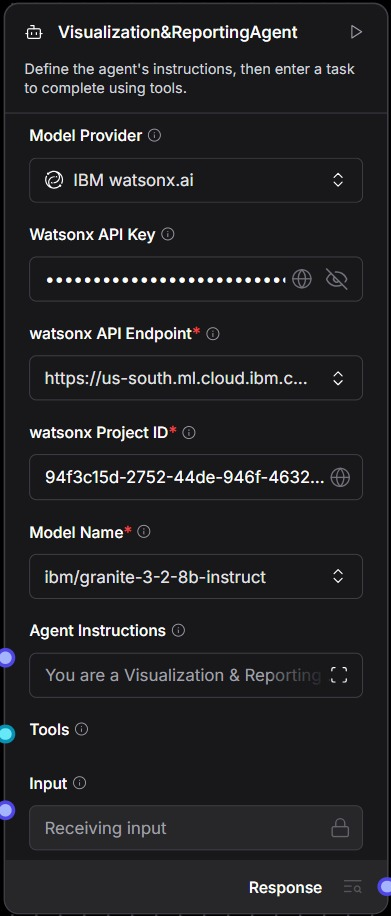 Visualization&ReportingAgent
Define the agent's instructions, then enter a task
to complete using tools.
Model Provider
IBM watsonx.ai
Watsonx API Key
watsonx API Endpoint*
https://us-south.ml.cloud.ibm.c...
watsonx Project ID*
94f3c15d-2752-44de-946f-4632...
Model Name*
ibm/granite-3-2-8b-instruct
Agent Instructions
You are a Visualization & Reporting
Tools
Input
Receiving input
Response